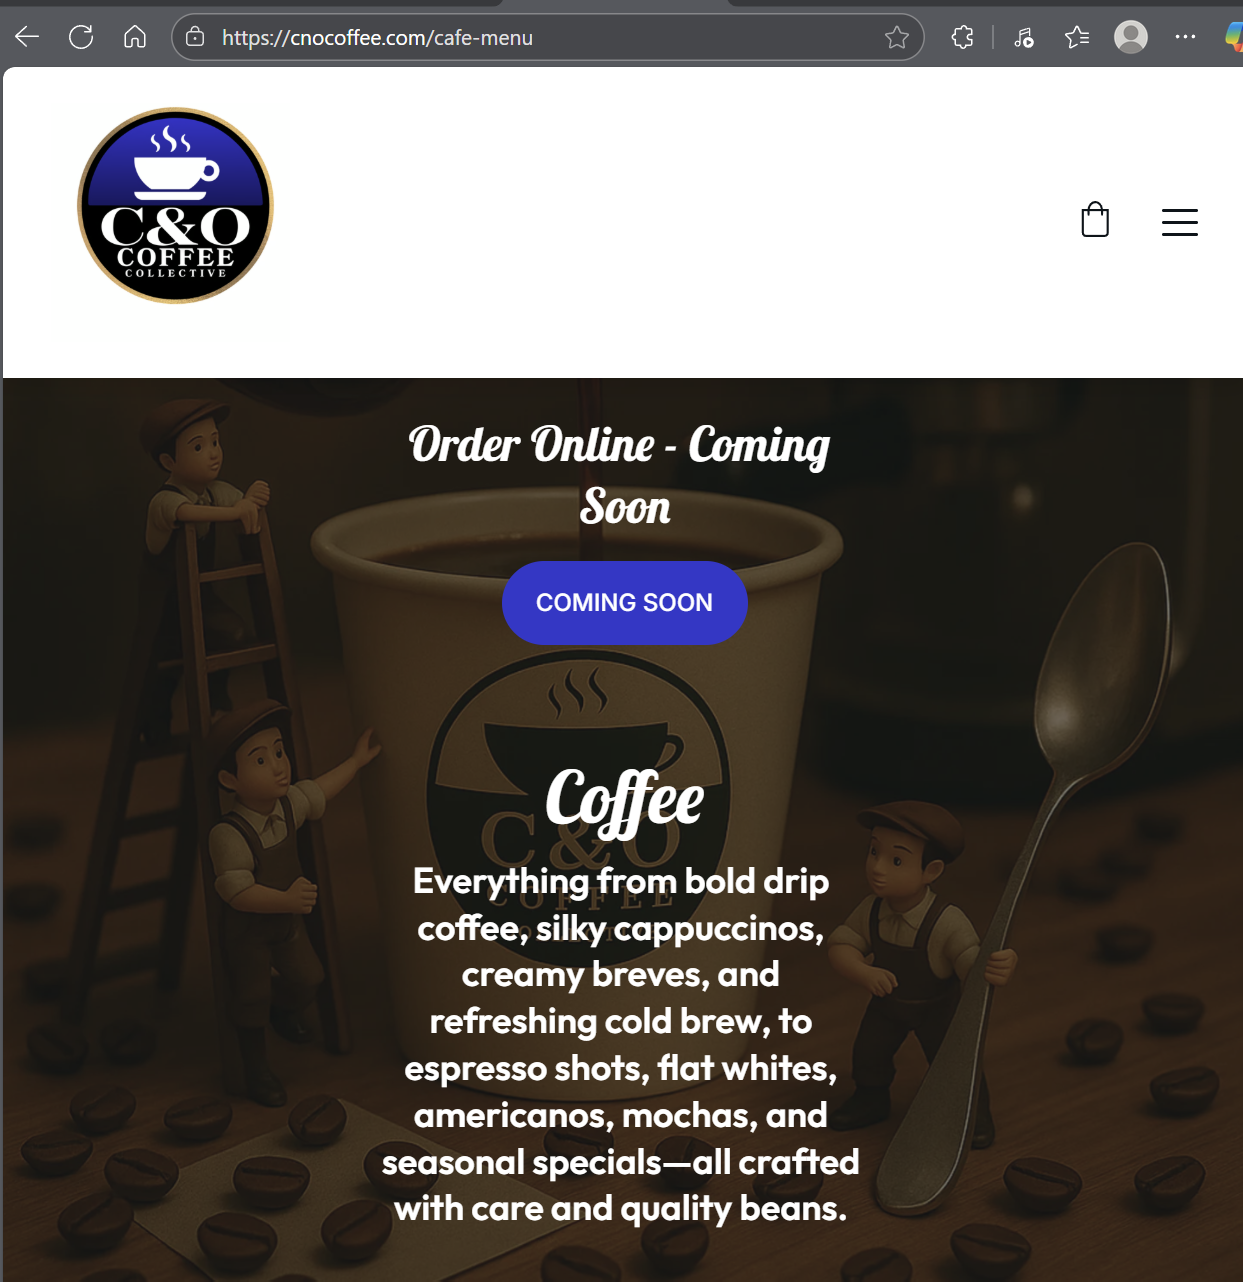 https://cnocoffee.com/cafe-menu
C&O
COFFEE
COLLECTIVE
Order Online - Coming
Soon
COMING SOON
C&O
COFFEE
Coffee
Everything from bold drip
coffee, silky cappuccinos,
creamy breves, and
refreshing cold brew, to
espresso shots, flat whites,
americanos, mochas, and
seasonal specials—all crafted
with care and quality beans.